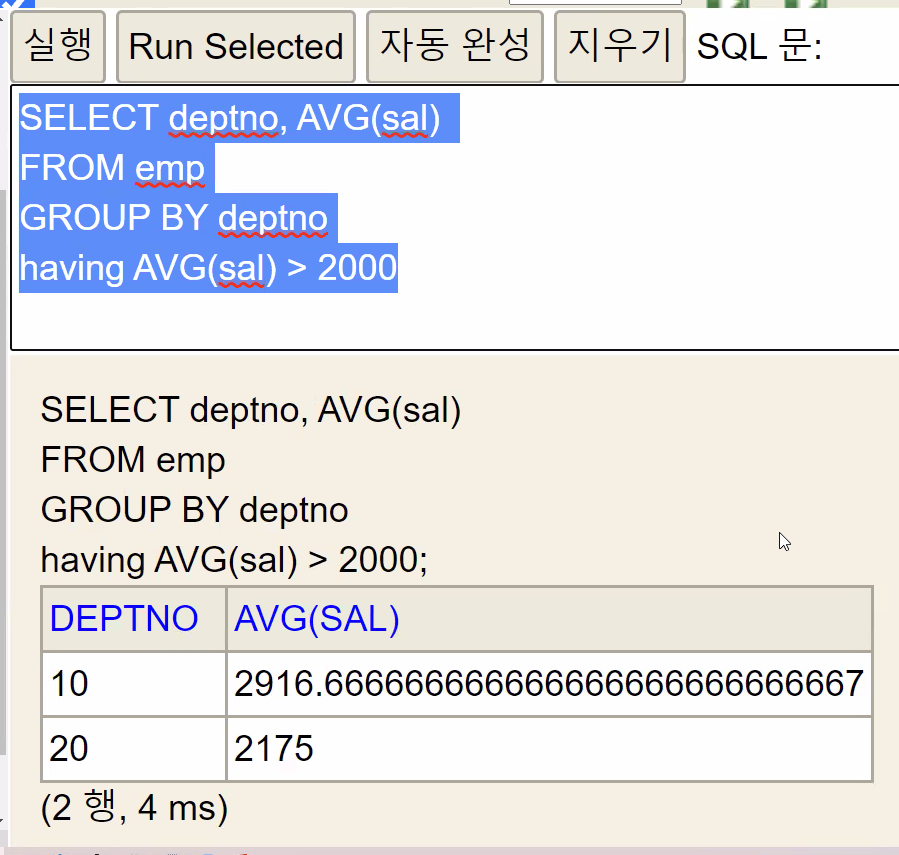 실행 Run Selected 자동 완성 지우기 SQL 문:
SELECT deptno, AVG(sal)
FROM emp
GROUP BY deptno
having AVG(sal) > 2000
SELECT deptno, AVG(sal)
FROM emp
GROUP BY deptno
having AVG(sal) > 2000;
DEPTNO AVG(SAL)
10 2916.666666666666666666666667
20 2175
(2 행, 4 ms)